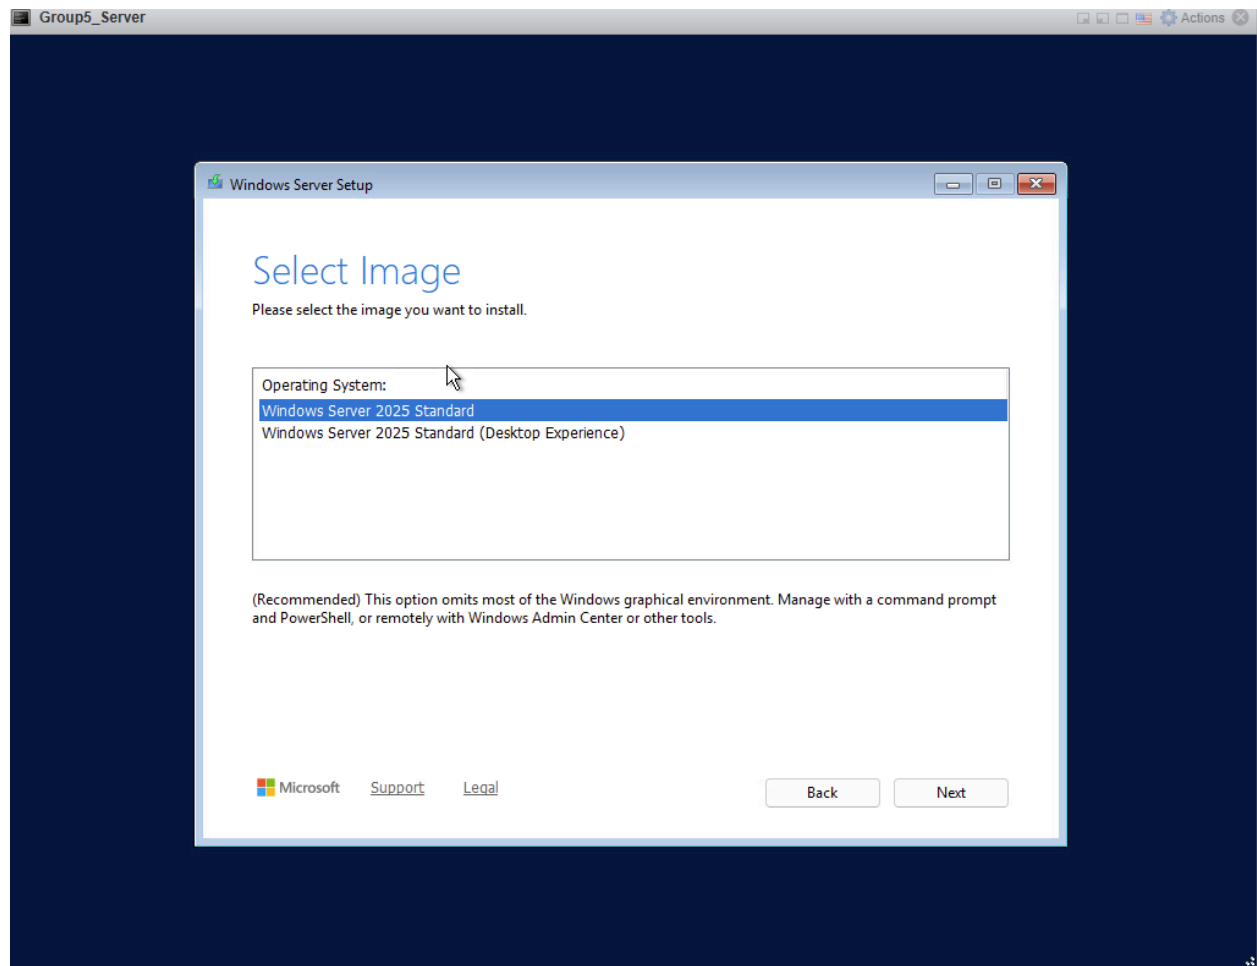 Group5_Server
Actions
Windows Server Setup
Select Image
Please select the image you want to install.
Operating System:
Windows Server 2025 Standard
Windows Server 2025 Standard (Desktop Experience)
(Recommended) This option omits most of the Windows graphical environment. Manage with a command prompt
and PowerShell, or remotely with Windows Admin Center or other tools.
Microsoft Support Legal Back Next